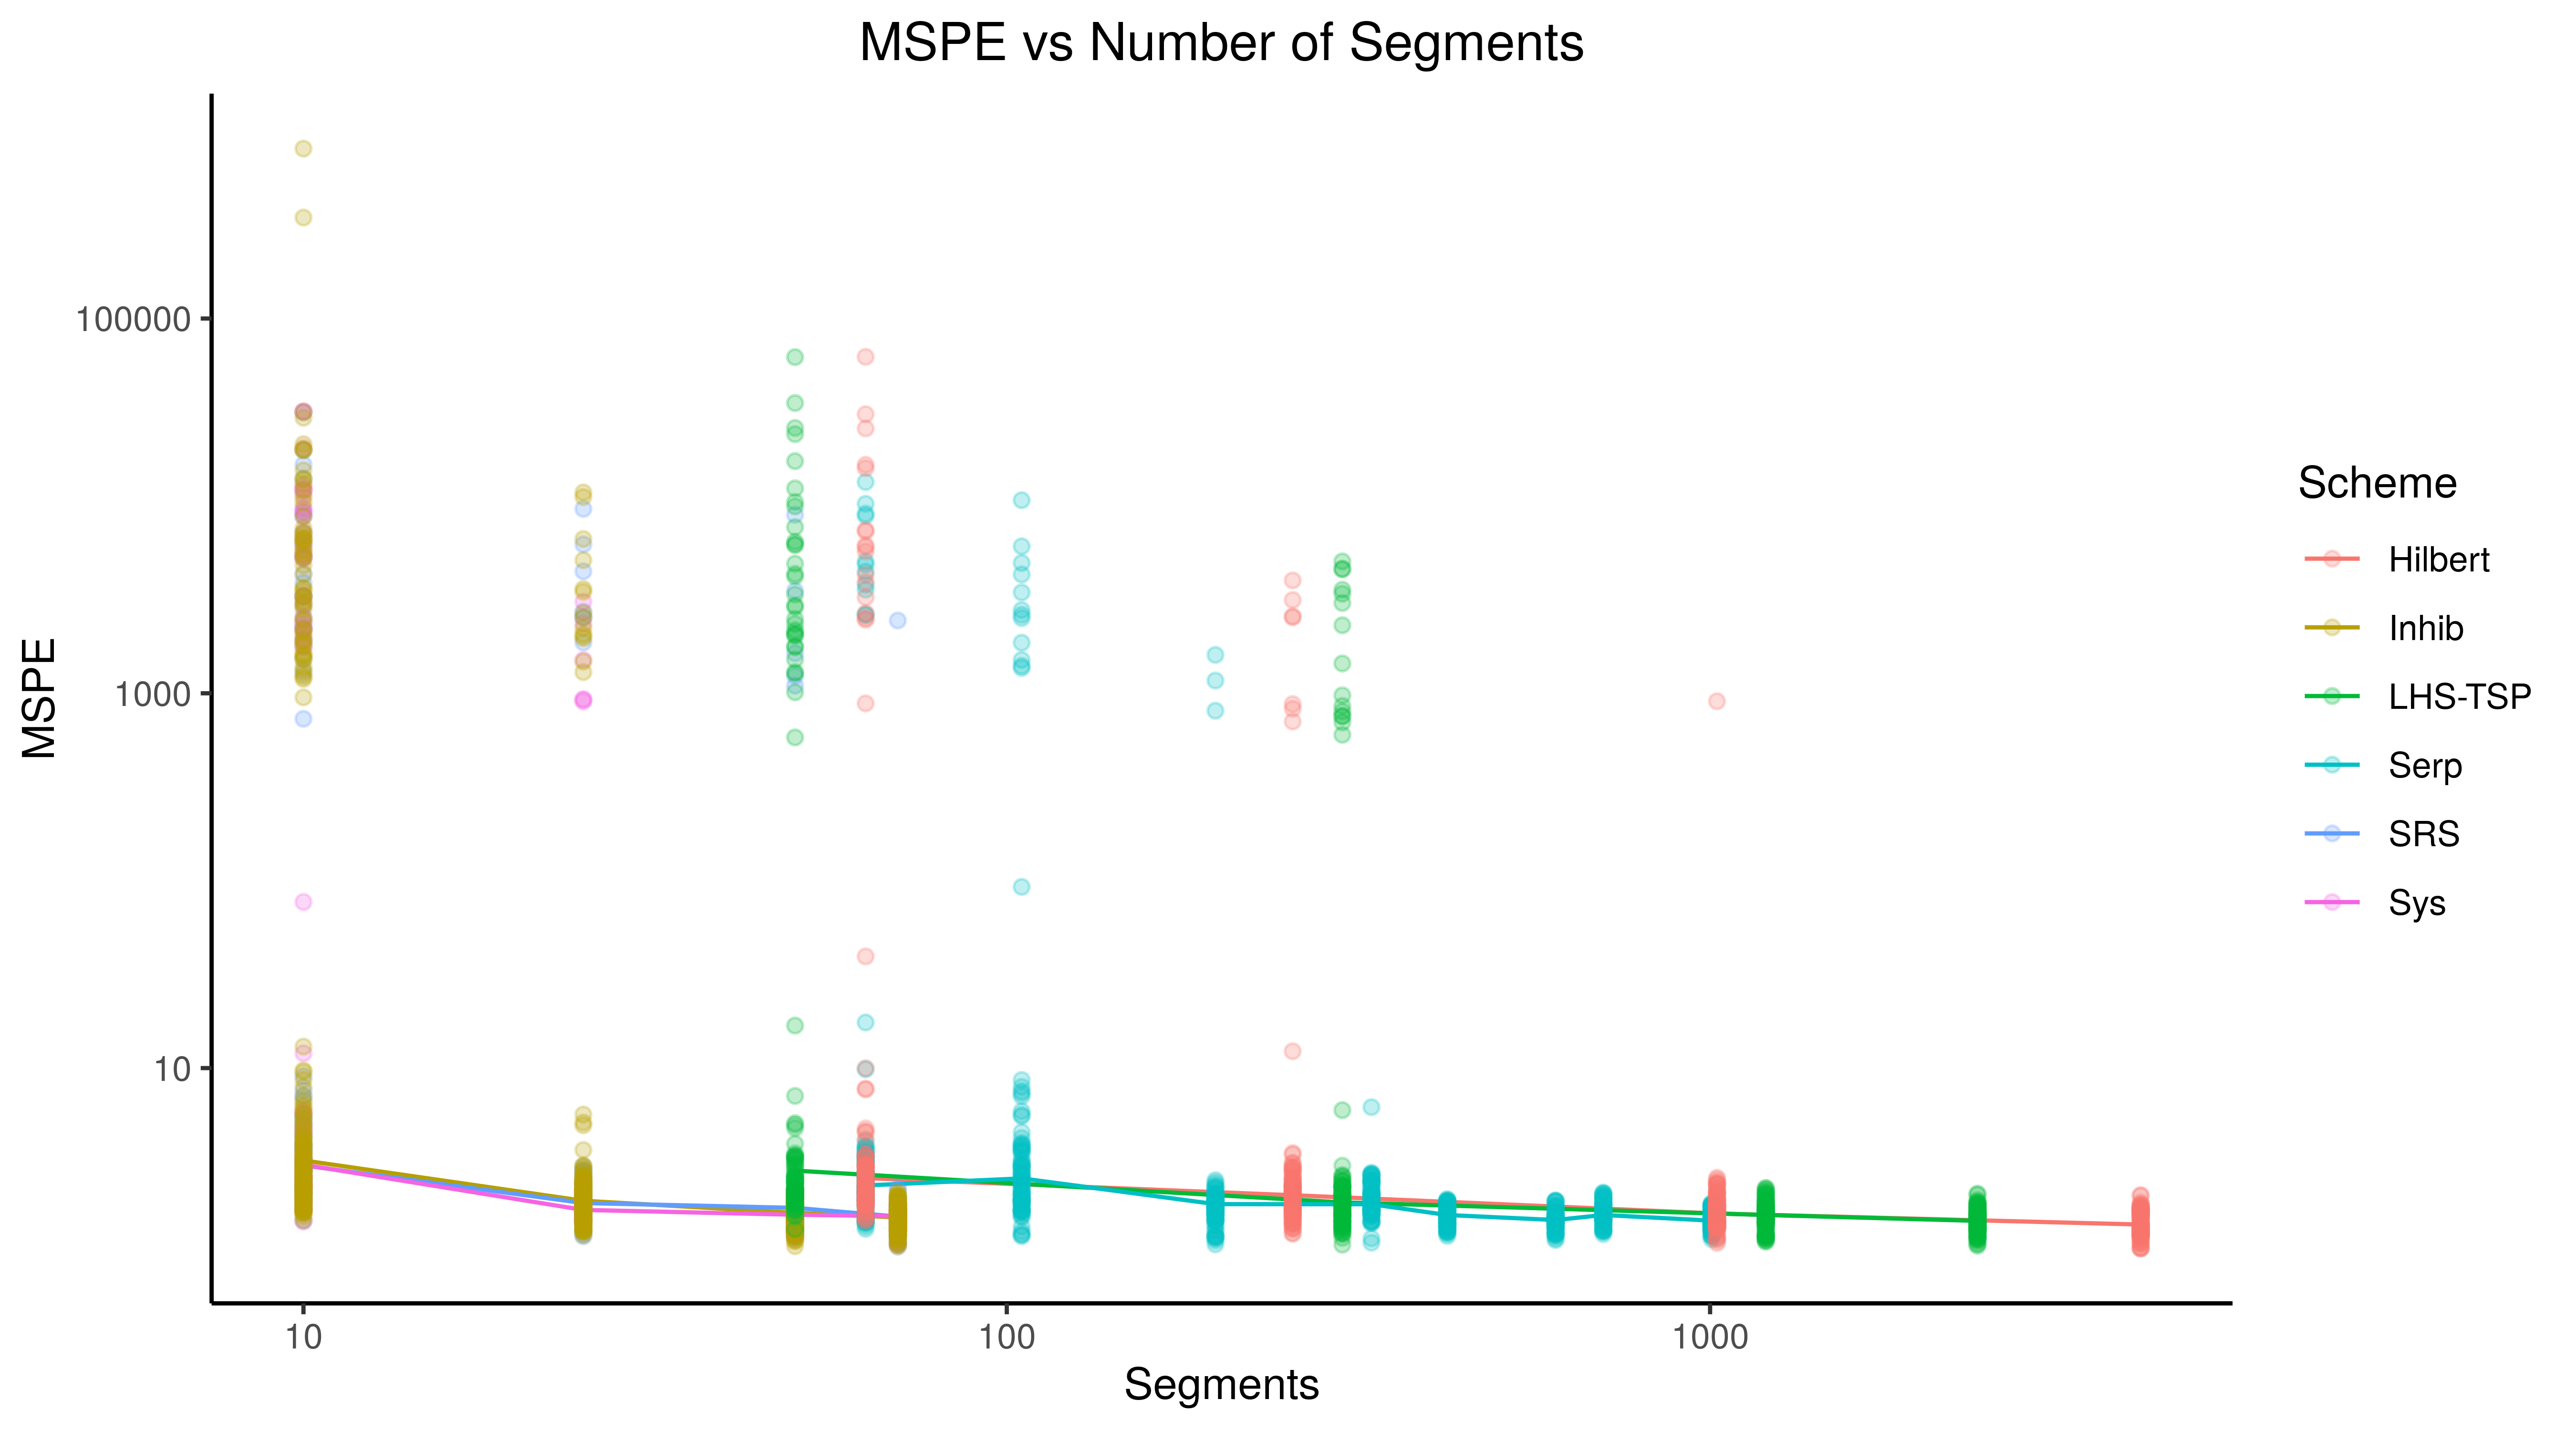 MSPE vs Number of Segments
MSPE
100000
1000
10
10
100
1000
Segments
Scheme
Hilbert
Inhib
LHS-TSP
Serp
SRS
Sys